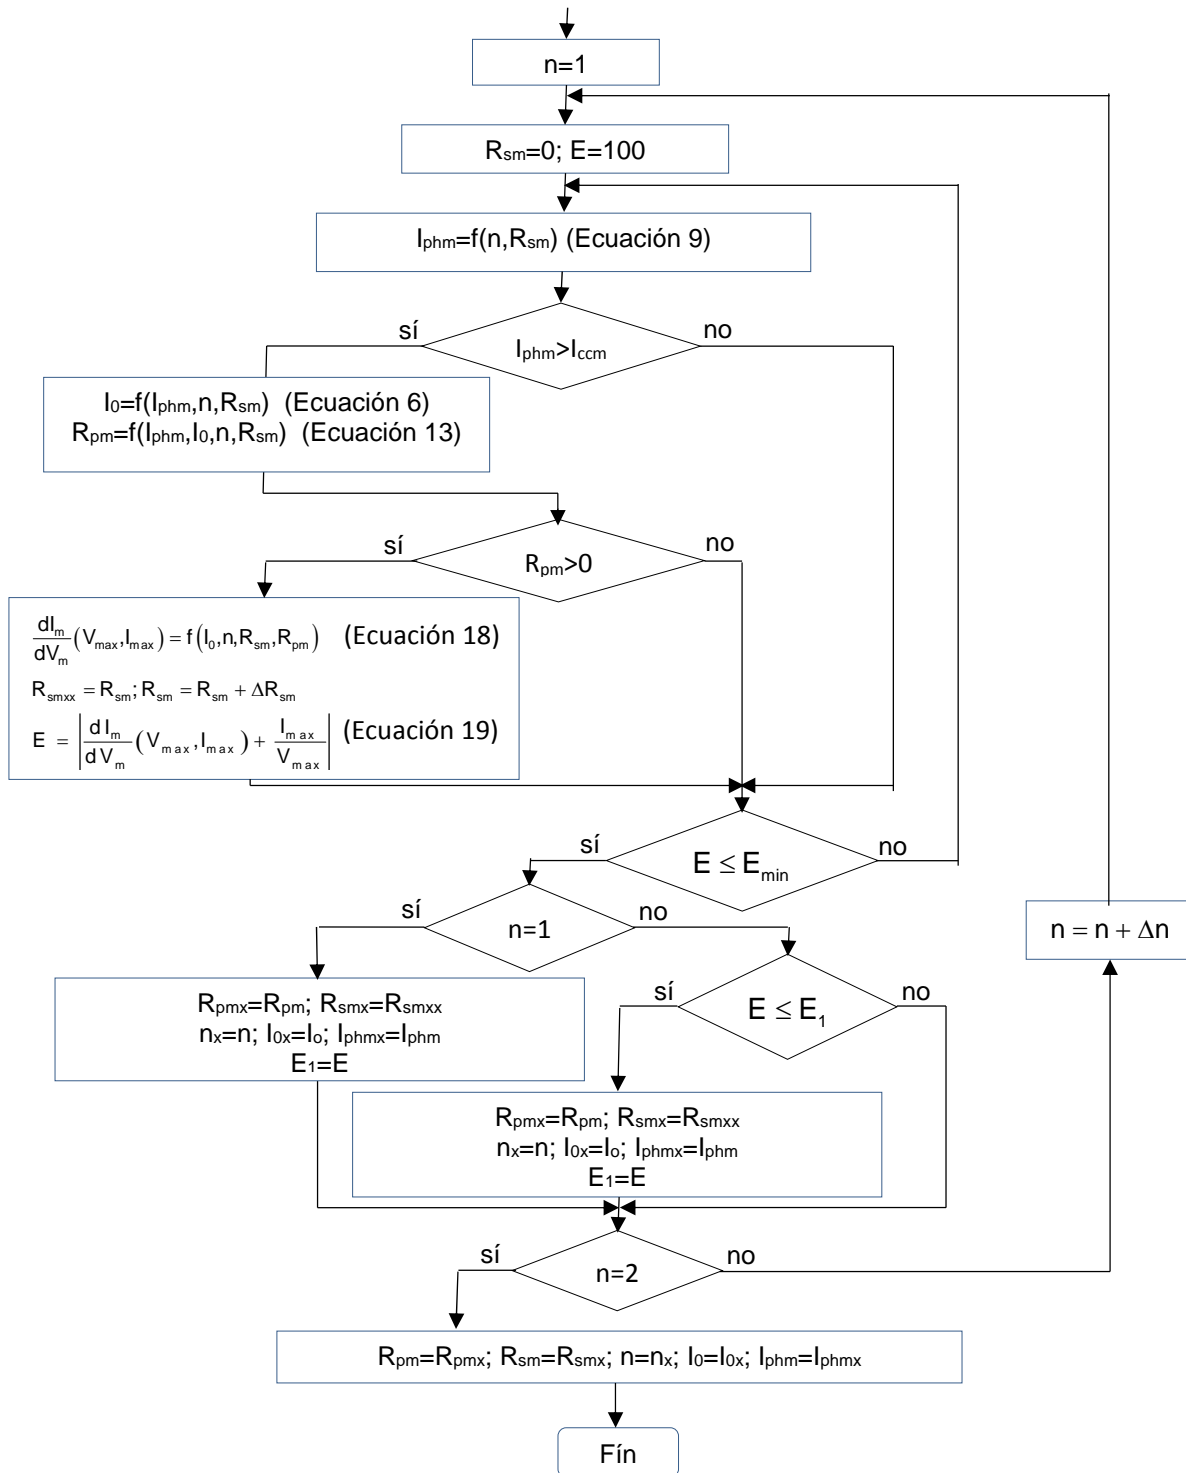 n=1
Rsm=0; E=100
Iphm=f(n,Rsm) (Ecuación 9)
sí
no
Iphm>Iccm
I0=f(Iphm,n,Rsm) (Ecuación 6)
Rpm=f(Iphm,I0,n,Rsm) (Ecuación 13)
sí
no
Rpm>0
dIm/dVm (Vmax,Imax) = f(I0,n,Rsm,Rpm) (Ecuación 18)
Rsmxx = Rsm; Rsm = Rsm + ΔRsm
E = |dIm/dVm (Vmax,Imax) + Imax/Vmax| (Ecuación 19)
sí
no
E ≤ Emin
sí
no
n=1
n = n + Δn
Rpmx=Rpm; Rsmx=Rsmxx
nx=n; I0x=Io; Iphmx=Iphm
E1=E
sí
no
E ≤ E1
Rpmx=Rpm; Rsmx=Rsmxx
nx=n; I0x=Io; Iphmx=Iphm
E1=E
sí
no
n=2
Rpm=Rpmx; Rsm=Rsmx; n=nx; I0=I0x; Iphm=Iphmx
Fín